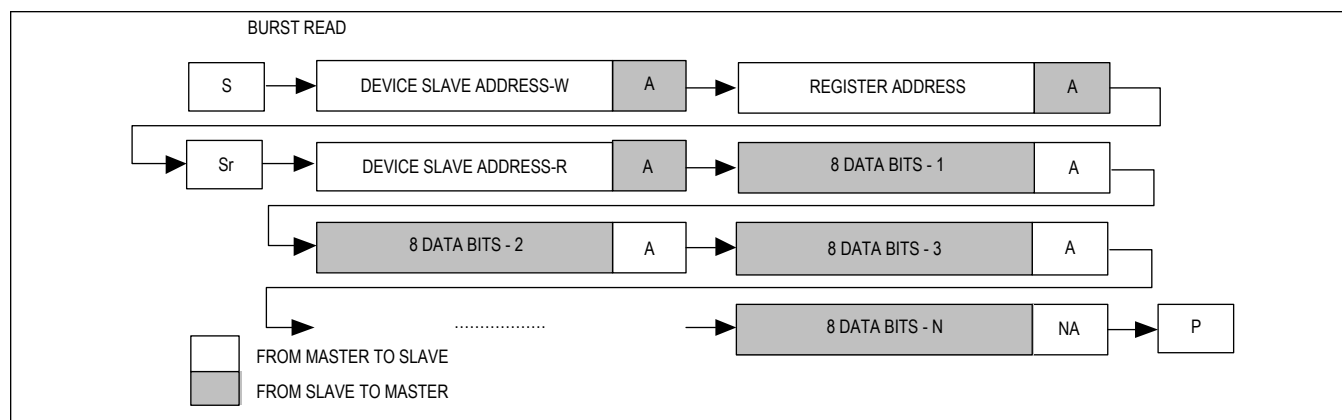 BURST READ
S DEVICE SLAVE ADDRESS-W A REGISTER ADDRESS A
Sr DEVICE SLAVE ADDRESS-R A 8 DATA BITS - 1 A
8 DATA BITS - 2 A 8 DATA BITS - 3 A
.................. 8 DATA BITS - N NA P
FROM MASTER TO SLAVE
FROM SLAVE TO MASTER